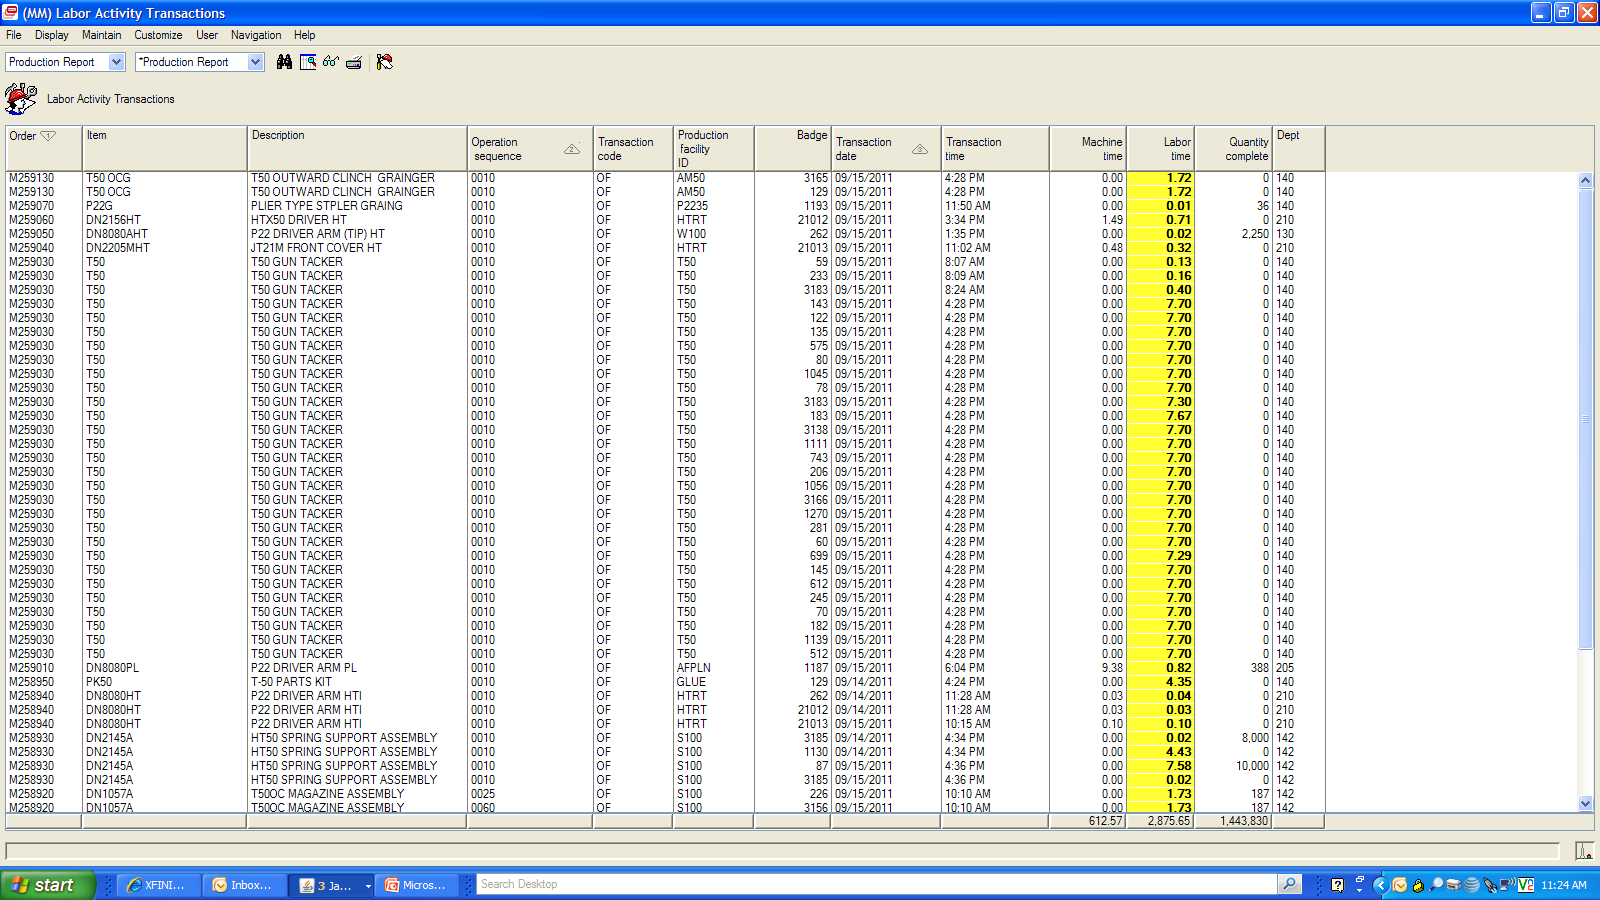 (MM) Labor Activity Transactions
File Display Maintain Customize User Navigation Help
Production Report *Production Report
Labor Activity Transactions
Order 1 Item Description Operation sequence 2 Transaction code Production facility ID Badge Transaction date Transaction time Machine time Labor time Quantity complete Dept
M259130 T50 OCG T50 OUTWARD CLINCH GRAINGER 0010 OF AM50 3165 09/15/2011 4:28 PM 0.00 1.72 0 140
M259130 T50 OCG T50 OUTWARD CLINCH GRAINGER 0010 OF AM50 129 09/15/2011 4:28 PM 0.00 1.72 0 140
M259070 P22G PLIER TYPE STPLER GRAING 0010 OF P2235 1193 09/15/2011 11:50 AM 0.00 0.01 36 140
M259060 DN2156HT HTX50 DRIVER HT 0010 OF HTRT 21012 09/15/2011 3:34 PM 1.49 0.71 0 210
M259050 DN8080AHT P22 DRIVER ARM (TIP) HT 0010 OF W100 262 09/15/2011 1:35 PM 0.00 0.02 2,250 130
M259040 DN2205MHT JT21M FRONT COVER HT 0010 OF HTRT 21013 09/15/2011 11:02 AM 0.48 0.32 0 210
M259030 T50 T50 GUN TACKER 0010 OF T50 59 09/15/2011 8:07 AM 0.00 0.13 0 140
M259030 T50 T50 GUN TACKER 0010 OF T50 233 09/15/2011 8:09 AM 0.00 0.16 0 140
M259030 T50 T50 GUN TACKER 0010 OF T50 3183 09/15/2011 8:24 AM 0.00 0.40 0 140
M259030 T50 T50 GUN TACKER 0010 OF T50 143 09/15/2011 4:28 PM 0.00 7.70 0 140
M259030 T50 T50 GUN TACKER 0010 OF T50 122 09/15/2011 4:28 PM 0.00 7.70 0 140
M259030 T50 T50 GUN TACKER 0010 OF T50 135 09/15/2011 4:28 PM 0.00 7.70 0 140
M259030 T50 T50 GUN TACKER 0010 OF T50 575 09/15/2011 4:28 PM 0.00 7.70 0 140
M259030 T50 T50 GUN TACKER 0010 OF T50 80 09/15/2011 4:28 PM 0.00 7.70 0 140
M259030 T50 T50 GUN TACKER 0010 OF T50 1045 09/15/2011 4:28 PM 0.00 7.70 0 140
M259030 T50 T50 GUN TACKER 0010 OF T50 78 09/15/2011 4:28 PM 0.00 7.70 0 140
M259030 T50 T50 GUN TACKER 0010 OF T50 3183 09/15/2011 4:28 PM 0.00 7.30 0 140
M259030 T50 T50 GUN TACKER 0010 OF T50 183 09/15/2011 4:28 PM 0.00 7.67 0 140
M259030 T50 T50 GUN TACKER 0010 OF T50 3138 09/15/2011 4:28 PM 0.00 7.70 0 140
M259030 T50 T50 GUN TACKER 0010 OF T50 1111 09/15/2011 4:28 PM 0.00 7.70 0 140
M259030 T50 T50 GUN TACKER 0010 OF T50 743 09/15/2011 4:28 PM 0.00 7.70 0 140
M259030 T50 T50 GUN TACKER 0010 OF T50 206 09/15/2011 4:28 PM 0.00 7.70 0 140
M259030 T50 T50 GUN TACKER 0010 OF T50 1056 09/15/2011 4:28 PM 0.00 7.70 0 140
M259030 T50 T50 GUN TACKER 0010 OF T50 3166 09/15/2011 4:28 PM 0.00 7.70 0 140
M259030 T50 T50 GUN TACKER 0010 OF T50 1270 09/15/2011 4:28 PM 0.00 7.70 0 140
M259030 T50 T50 GUN TACKER 0010 OF T50 281 09/15/2011 4:28 PM 0.00 7.70 0 140
M259030 T50 T50 GUN TACKER 0010 OF T50 60 09/15/2011 4:28 PM 0.00 7.70 0 140
M259030 T50 T50 GUN TACKER 0010 OF T50 699 09/15/2011 4:28 PM 0.00 7.29 0 140
M259030 T50 T50 GUN TACKER 0010 OF T50 145 09/15/2011 4:28 PM 0.00 7.70 0 140
M259030 T50 T50 GUN TACKER 0010 OF T50 612 09/15/2011 4:28 PM 0.00 7.70 0 140
M259030 T50 T50 GUN TACKER 0010 OF T50 245 09/15/2011 4:28 PM 0.00 7.70 0 140
M259030 T50 T50 GUN TACKER 0010 OF T50 70 09/15/2011 4:28 PM 0.00 7.70 0 140
M259030 T50 T50 GUN TACKER 0010 OF T50 182 09/15/2011 4:28 PM 0.00 7.70 0 140
M259030 T50 T50 GUN TACKER 0010 OF T50 1139 09/15/2011 4:28 PM 0.00 7.70 0 140
M259030 T50 T50 GUN TACKER 0010 OF T50 512 09/15/2011 4:28 PM 0.00 7.70 0 140
M259010 DN8080PL P22 DRIVER ARM PL 0010 OF AFPLN 1187 09/15/2011 6:04 PM 9.38 0.82 388 205
M258950 PK50 T-50 PARTS KIT 0010 OF GLUE 129 09/14/2011 4:24 PM 0.00 4.35 0 140
M258940 DN8080HT P22 DRIVER ARM HTI 0010 OF HTRT 262 09/14/2011 11:28 AM 0.03 0.04 0 210
M258940 DN8080HT P22 DRIVER ARM HTI 0010 OF HTRT 21012 09/14/2011 11:28 AM 0.03 0.03 0 210
M258940 DN8080HT P22 DRIVER ARM HTI 0010 OF HTRT 21013 09/15/2011 10:15 AM 0.10 0.10 0 210
M258930 DN2145A HT50 SPRING SUPPORT ASSEMBLY 0010 OF S100 3185 09/14/2011 4:34 PM 0.00 0.02 8,000 142
M258930 DN2145A HT50 SPRING SUPPORT ASSEMBLY 0010 OF S100 1130 09/14/2011 4:34 PM 0.00 4.43 0 142
M258930 DN2145A HT50 SPRING SUPPORT ASSEMBLY 0010 OF S100 87 09/15/2011 4:36 PM 0.00 7.58 10,000 142
M258930 DN2145A HT50 SPRING SUPPORT ASSEMBLY 0010 OF S100 3185 09/15/2011 4:36 PM 0.00 0.02 0 142
M258920 DN1057A T50OC MAGAZINE ASSEMBLY 0025 OF S100 226 09/15/2011 10:10 AM 0.00 1.73 187 142
M258920 DN1057A T50OC MAGAZINE ASSEMBLY 0060 OF S100 3156 09/15/2011 10:10 AM 0.00 1.73 187 142
612.57 2,875.65 1,443,830
start XFINI... Inbox... 3 Ja... Micros... Search Desktop 11:24 AM